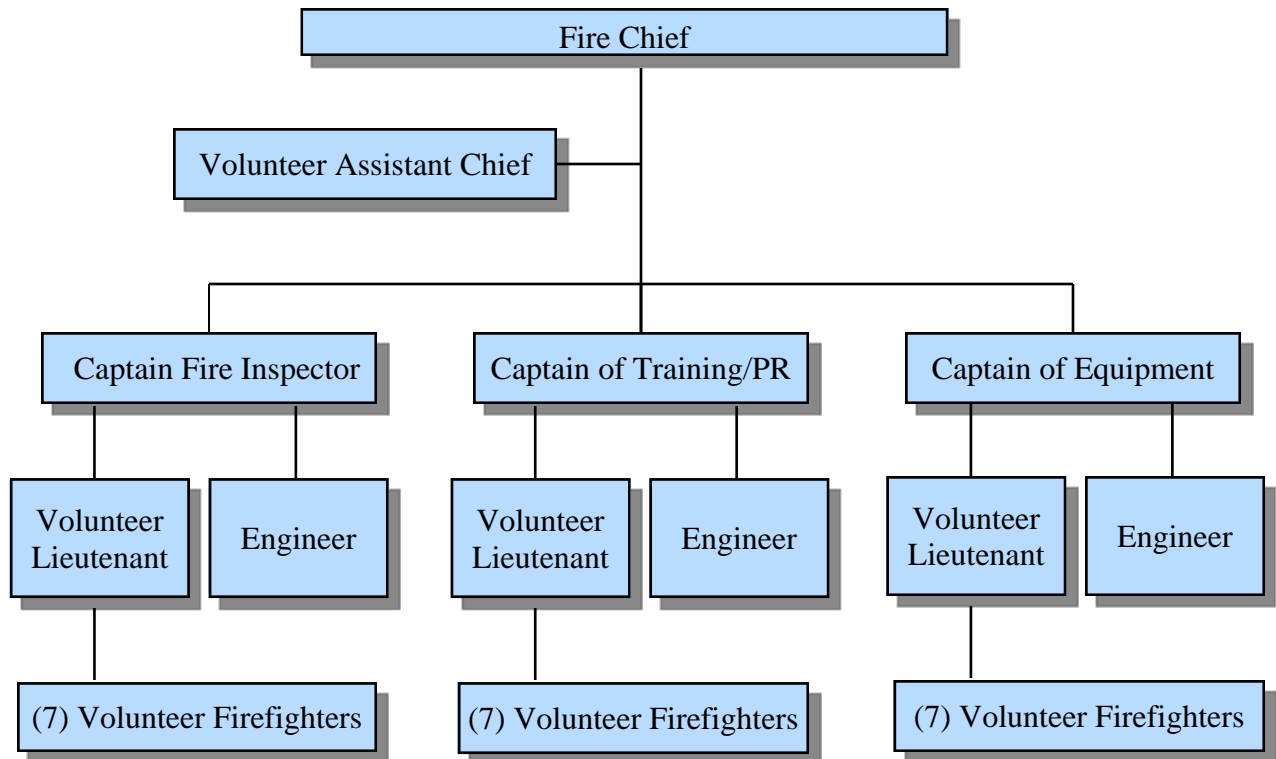 Fire Chief
Volunteer Assistant Chief
Captain Fire Inspector
Captain of Training/PR
Captain of Equipment
Volunteer
Lieutenant
Engineer
Volunteer
Lieutenant
Engineer
Volunteer
Lieutenant
Engineer
(7) Volunteer Firefighters
(7) Volunteer Firefighters
(7) Volunteer Firefighters